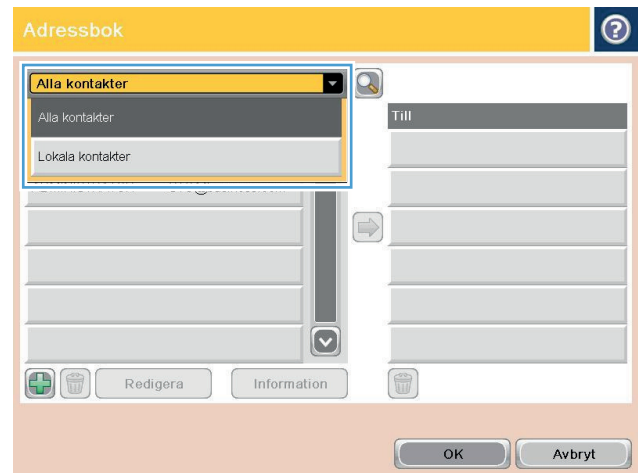 Adressbok
Alla kontakter
Alla kontakter
Till
Lokala kontakter
Redigera
Information
OK
Avbryt